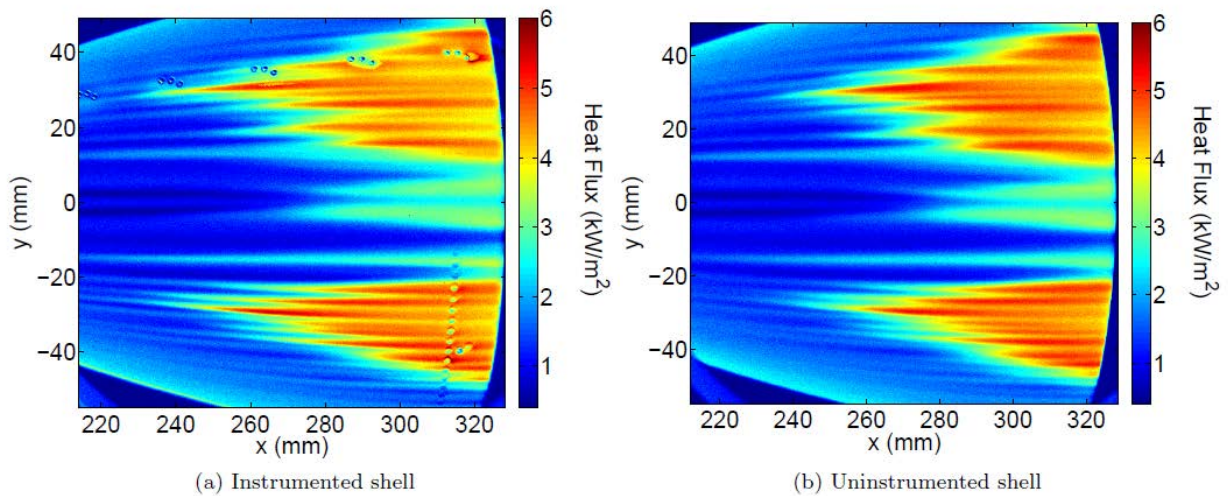 40
20
0
−20
−40
y (mm)
220 240 260 280 300 320
x (mm)
6
5
4
3
2
1
Heat Flux (kW/m²)
(a) Instrumented shell
40
20
0
−20
−40
y (mm)
220 240 260 280 300 320
x (mm)
6
5
4
3
2
1
Heat Flux (kW/m²)
(b) Uninstrumented shell